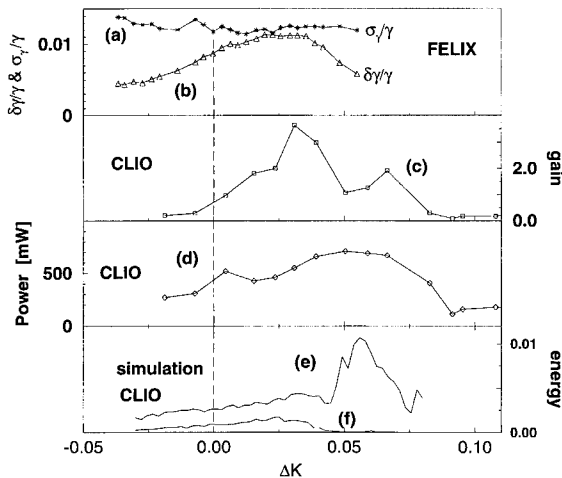 (a)
σγ/γ
FELIX
0.01
δγ/γ & σγ/γ
(b)
δγ/γ
0
CLIO
(c)
2.0
gain
0.0
(d)
CLIO
500
Power [mW]
0
simulation
CLIO
(e)
0.01
energy
(f)
0.00
-0.05
0.00
0.05
0.10
ΔK